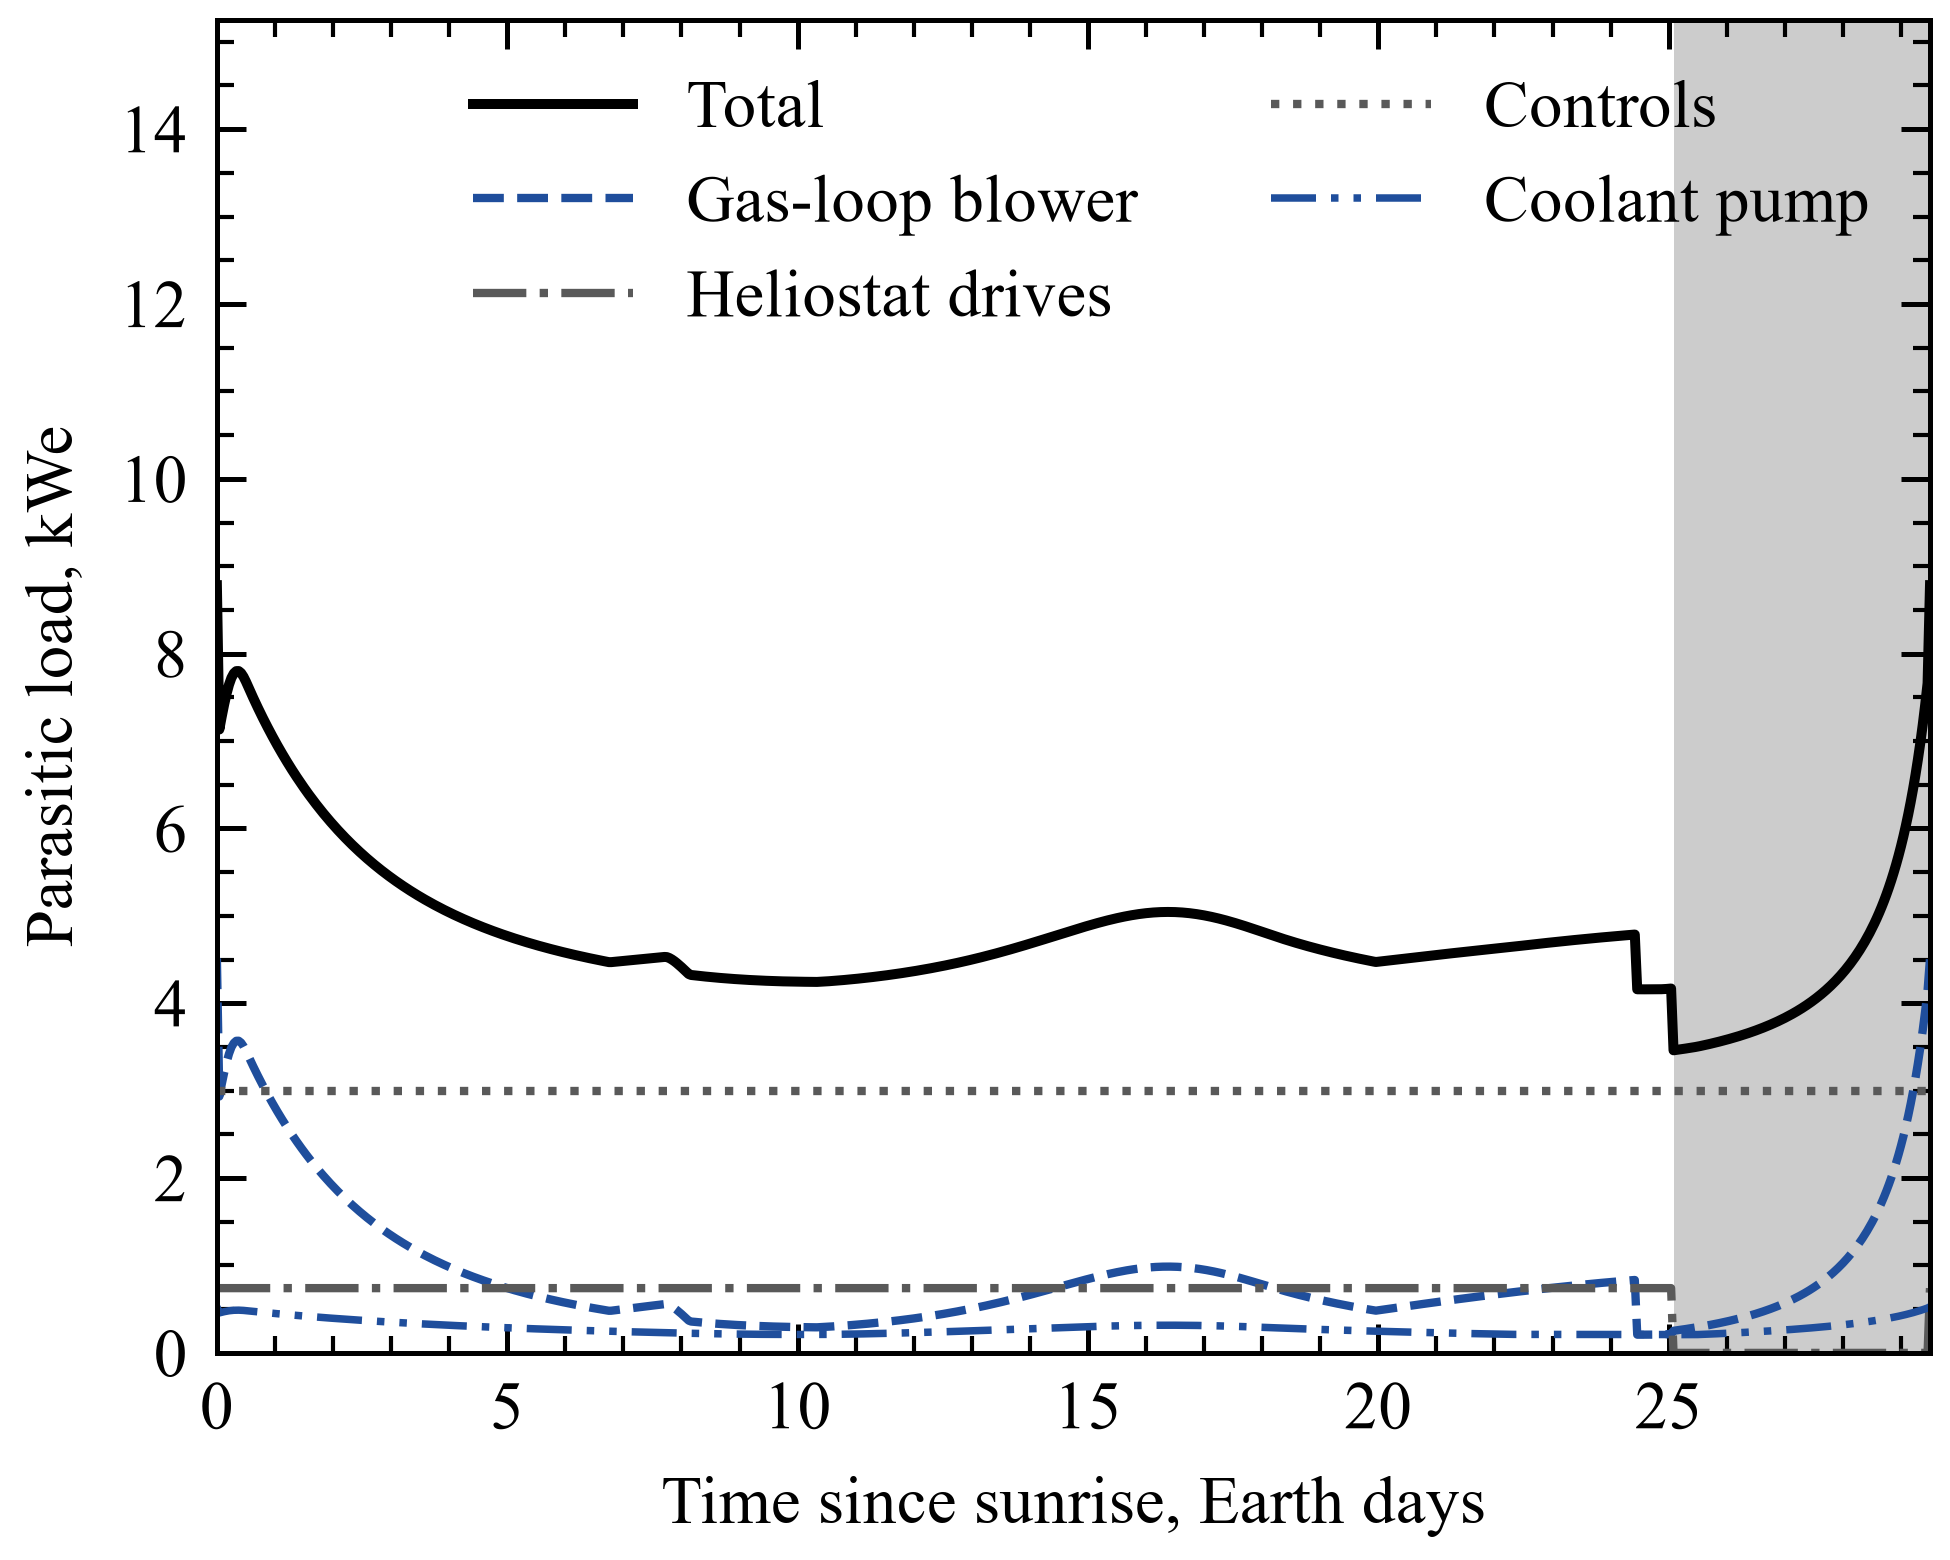 Total
Gas-loop blower
Heliostat drives
Controls
Coolant pump
Parasitic load, kWe
14
12
10
8
6
4
2
0
0 5 10 15 20 25
Time since sunrise, Earth days